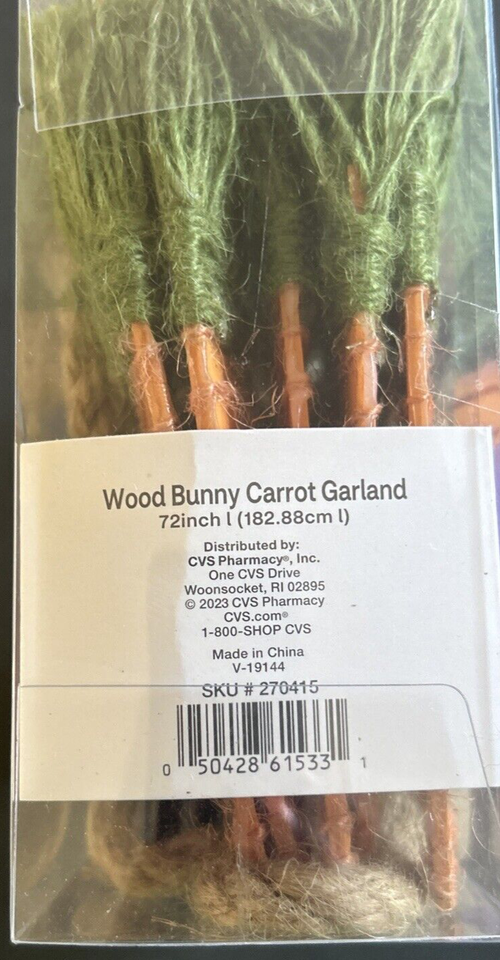 Wood Bunny Carrot Garland
72inch l (182.88cm l)
Distributed by:
CVS Pharmacy®, Inc.
One CVS Drive
Woonsocket, RI 02895
© 2023 CVS Pharmacy
CVS.com®
1-800-SHOP CVS
Made in China
V-19144
SKU # 270415
0 50428 61533 1